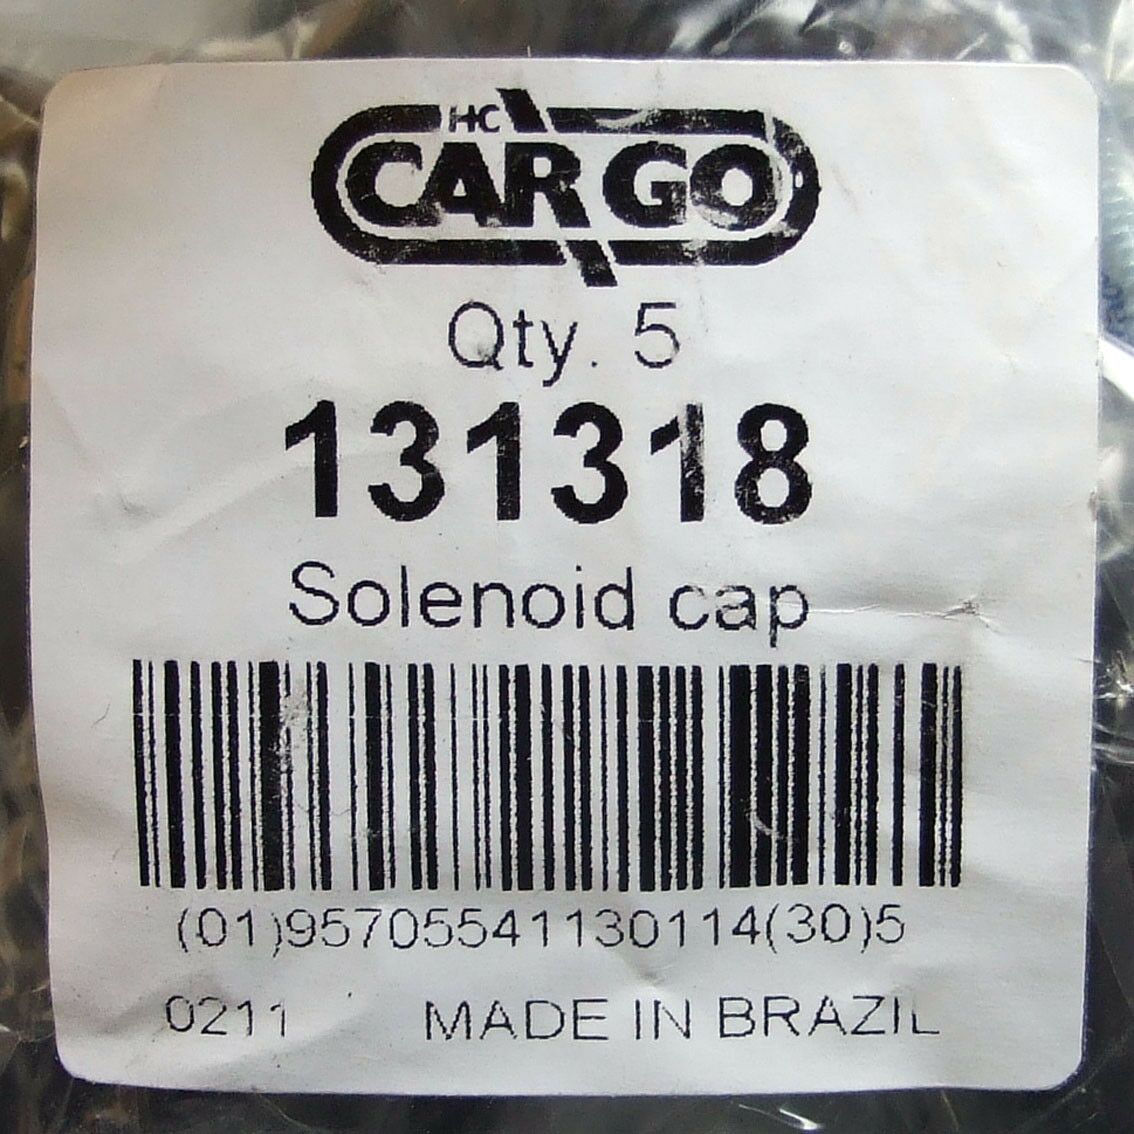 HC
CARGO
Qty. 5
131318
Solenoid cap
(01)95705541130114(30)5
0211 MADE IN BRAZIL